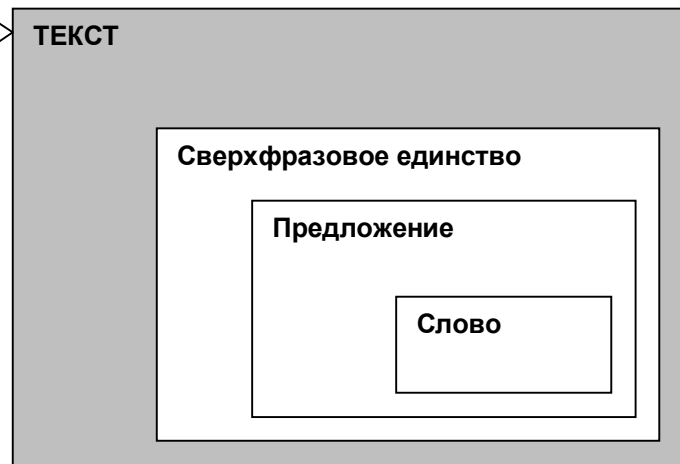 ТЕКСТ
Сверхфразовое единство
Предложение
Слово